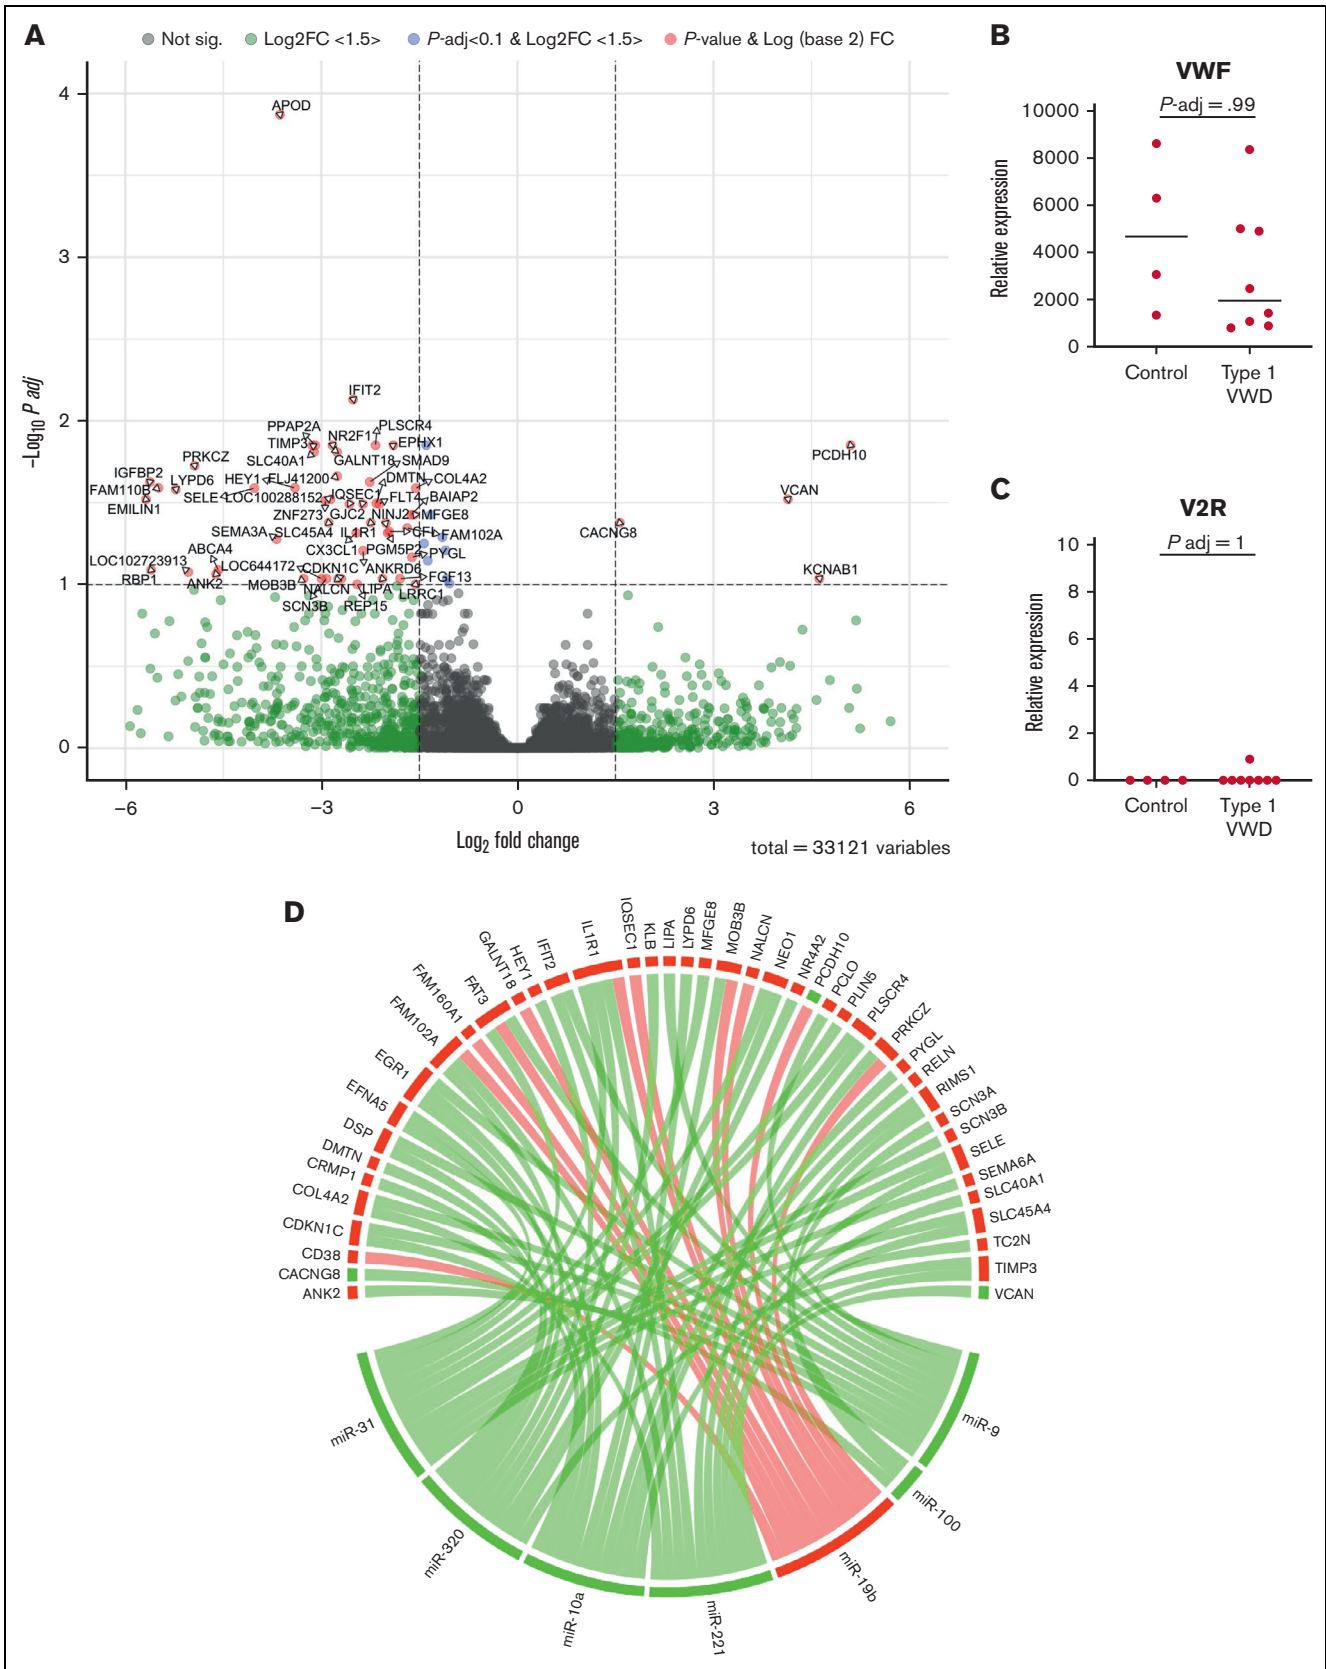 A
Not sig.
Log2FC <1.5>
P-adj<0.1 & Log2FC <1.5>
P-value & Log (base 2) FC
−Log10 P adj
4
3
2
1
0
−6
−3
0
3
6
Log2 fold change
total = 33121 variables
APOD
IFIT2
PPAP2A
PLSCR4
TIMP3
NR2F1
EPHX1
SLC40A1
GALNT18
SMAD9
PRKCZ
IGFBP2
LYPD6
HEY1
FLJ41200
DMTN
COL4A2
FAM110B
SELE
LOC100288152
IQSEC1
FLT4
BAIAP2
EMILIN1
ZNF273
GJC2
NINJ2
MFGE8
SEMA3A
SLC45A4
IL1R1
CFI
FAM102A
ABCA4
CX3CL1
PGM5P2
PYGL
LOC102723913
LOC644172
CDKN1C
ANKRD6
FGF13
RBP1
ANK2
MOB3B
NALCN
LIPA
LRRC1
SCN3B
REP15
PCDH10
VCAN
CACNG8
KCNAB1
B
VWF
P-adj = .99
Relative expression
10000
8000
6000
4000
2000
0
Control
Type 1
VWD
C
V2R
P adj = 1
Relative expression
10
8
6
4
2
0
Control
Type 1
VWD
D
ANK2
CACNG8
CD38
CDKN1C
COL4A2
CRMP1
DMTN
DSP
EFNA5
EGR1
FAM102A
FAM160A1
FAT3
GALNT18
HEY1
IFIT2
IL1R1
IQSEC1
KLB
LIPA
LYPD6
MFGE8
MOB3B
NALCN
NEO1
NR4A2
PCDH10
PCLO
PLIN5
PLSCR4
PRKCZ
PYGL
RELN
RIMS1
SCN3A
SCN3B
SELE
SEMA6A
SLC40A1
SLC45A4
TC2N
TIMP3
VCAN
miR-9
miR-100
miR-19b
miR-221
miR-10a
miR-320
miR-31